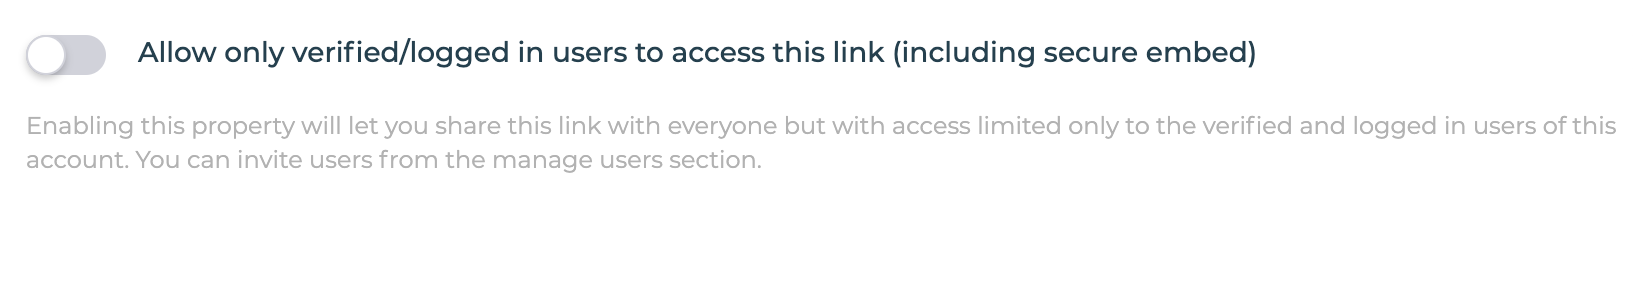 Allow only verified/logged in users to access this link (including secure embed)
Enabling this property will let you share this link with everyone but with access limited only to the verified and logged in users of this
account. You can invite users from the manage users section.